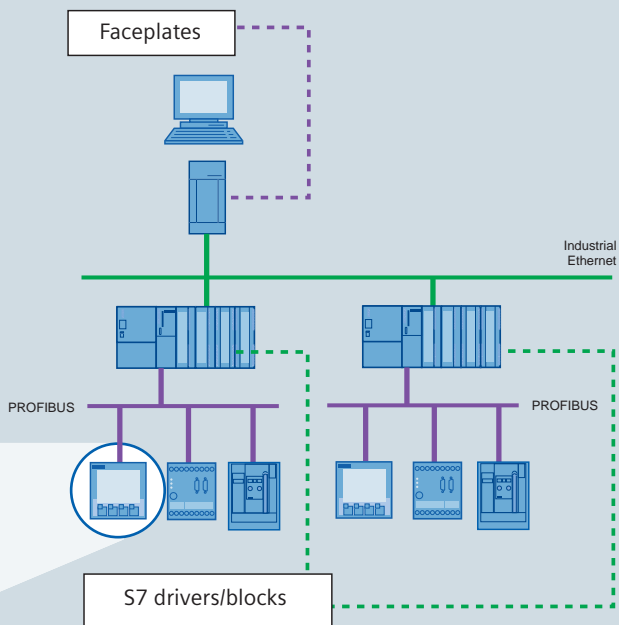 Faceplates
Industrial
Ethernet
PROFIBUS
PROFIBUS
S7 drivers/blocks